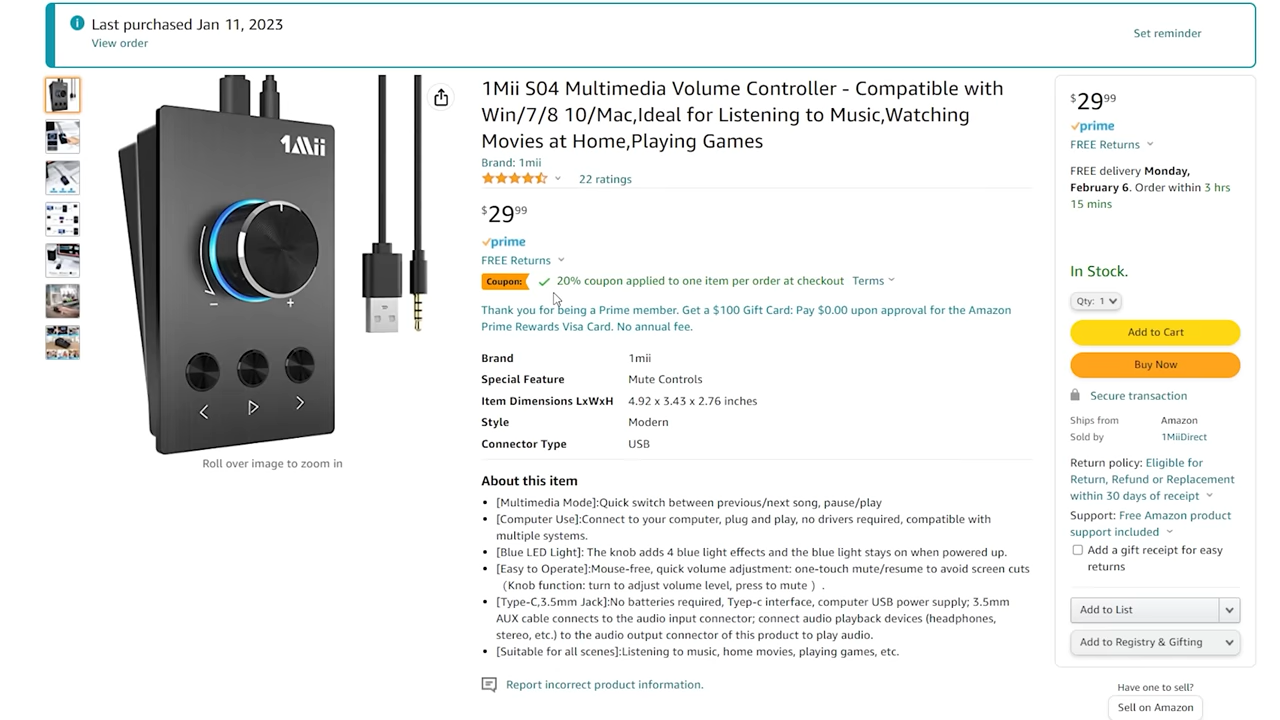 Last purchased Jan 11, 2023
View order
Set reminder
1Mii
Roll over image to zoom in
1Mii S04 Multimedia Volume Controller - Compatible with
Win/7/8 10/Mac,Ideal for Listening to Music,Watching
Movies at Home,Playing Games
Brand: 1mii
22 ratings
$29.99
prime
FREE Returns
Coupon: 20% coupon applied to one item per order at checkout Terms
Thank you for being a Prime member. Get a $100 Gift Card: Pay $0.00 upon approval for the Amazon
Prime Rewards Visa Card. No annual fee.
Brand 1mii
Special Feature Mute Controls
Item Dimensions LxWxH 4.92 x 3.43 x 2.76 inches
Style Modern
Connector Type USB
About this item
• [Multimedia Mode]:Quick switch between previous/next song, pause/play
• [Computer Use]:Connect to your computer, plug and play, no drivers required, compatible with
multiple systems.
• [Blue LED Light]: The knob adds 4 blue light effects and the blue light stays on when powered up.
• [Easy to Operate]:Mouse-free, quick volume adjustment: one-touch mute/resume to avoid screen cuts
（Knob function: turn to adjust volume level, press to mute ）.
• [Type-C,3.5mm Jack]:No batteries required, Tyep-c interface, computer USB power supply; 3.5mm
AUX cable connects to the audio input connector; connect audio playback devices (headphones,
stereo, etc.) to the audio output connector of this product to play audio.
• [Suitable for all scenes]:Listening to music, home movies, playing games, etc.
Report incorrect product information.
$29.99
prime
FREE Returns
FREE delivery Monday,
February 6. Order within 3 hrs
15 mins
In Stock.
Qty: 1
Add to Cart
Buy Now
Secure transaction
Ships from Amazon
Sold by 1MiiDirect
Return policy: Eligible for
Return, Refund or Replacement
within 30 days of receipt
Support: Free Amazon product
support included
Add a gift receipt for easy
returns
Add to List
Add to Registry & Gifting
Have one to sell?
Sell on Amazon